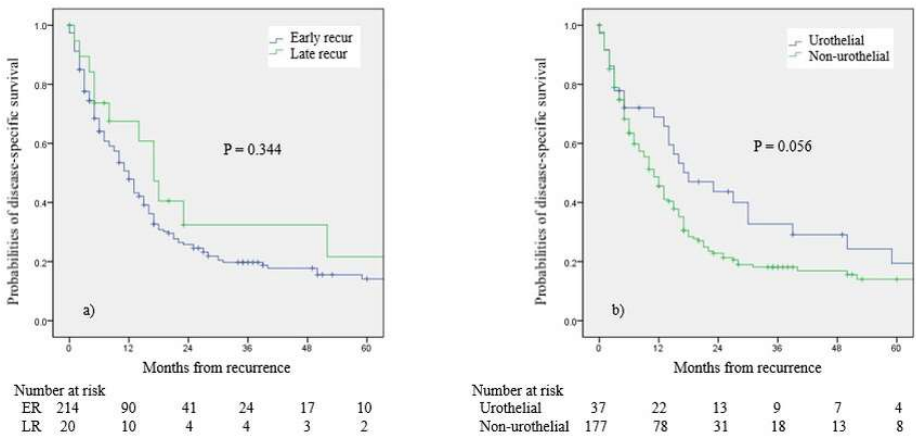 Early recur
Late recur
P = 0.344
a)
Probabilities of disease-specific survival
1.0
0.8
0.6
0.4
0.2
0.0
0 12 24 36 48 60
Months from recurrence
Number at risk
ER 214 90 41 24 17 10
LR 20 10 4 4 3 2
Urothelial
Non-urothelial
P = 0.056
b)
Probabilities of disease-specific survival
1.0
0.8
0.6
0.4
0.2
0.0
0 12 24 36 48 60
Months from recurrence
Number at risk
Urothelial 37 22 13 9 7 4
Non-urothelial 177 78 31 18 13 8